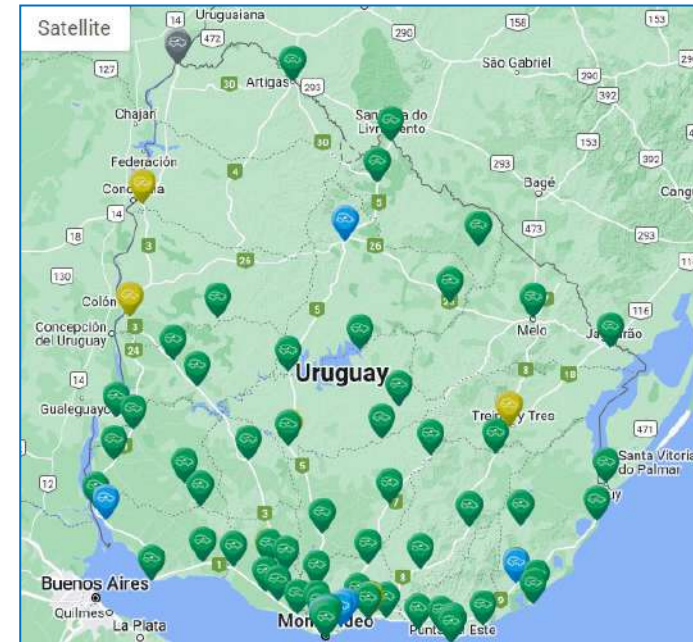 Satellite
Uruguaiana
14
472
290
158
153
São Gabriel
290
290
392
127
Artigas
293
30
Chajarí
Santana do
Livramento
30
153
Federación
4
293
392
Bagé
Concordia
5
14
473
293
18
3
26
26
130
Colón
116
3
Melo
Jaguarão
Concepción
del Uruguay
5
24
14
Uruguay
8
18
Gualeguaychú
Treinta y Tres
471
Santa Vitoria
do Palmar
5
12
7
3
1
8
9
Buenos Aires
Quilmes
La Plata
Montevideo
Punta del Este